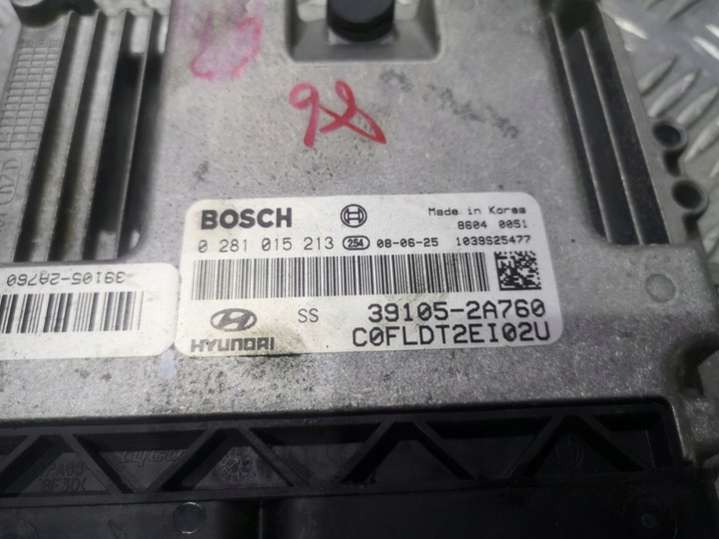 98
BOSCH
Made in Korea
8604 0051
0 281 015 213 254 08-06-25 1039S25477
SS 39105-2A760
HYUNDAI C0FLDT2EI02U
39105-2A760